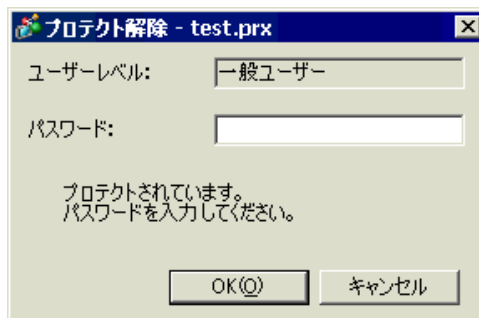 プロテクト解除 - test.prx
ユーザーレベル: 一般ユーザー
パスワード:
プロテクトされています。
パスワードを入力してください。
OK(O) キャンセル